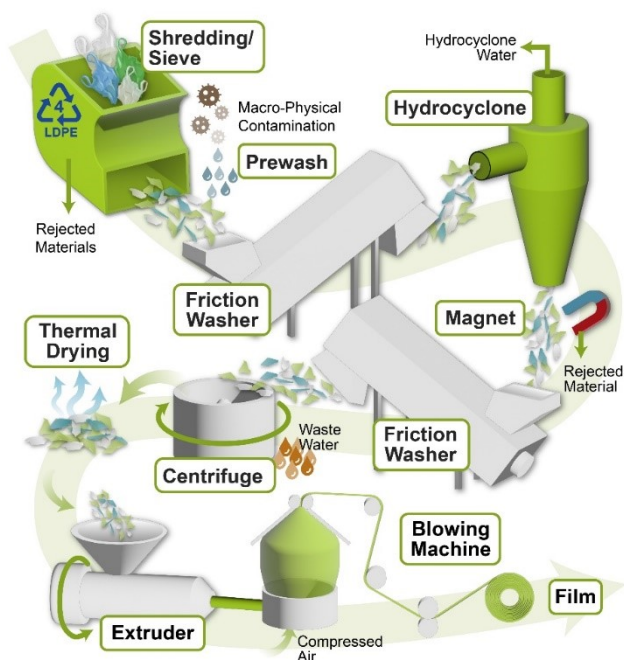 Shredding/
Sieve
4
LDPE
Macro-Physical
Contamination
Prewash
Rejected
Materials
Friction
Washer
Hydrocyclone
Water
Hydrocyclone
Magnet
Rejected
Material
Friction
Washer
Waste
Water
Centrifuge
Thermal
Drying
Extruder
Compressed
Air
Blowing
Machine
Film